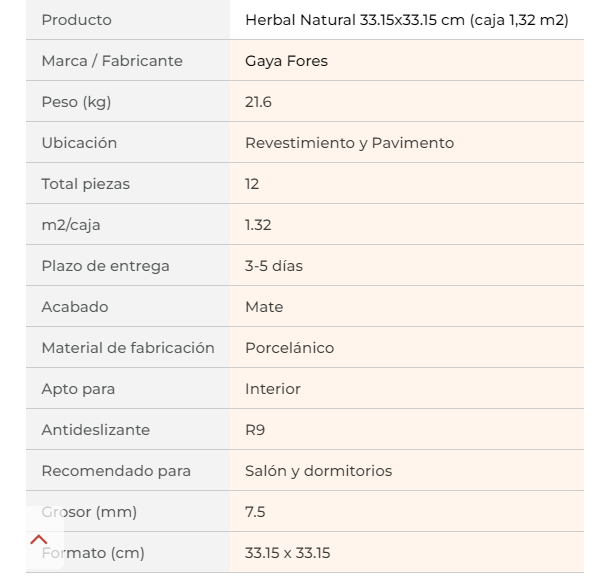 Producto Herbal Natural 33.15x33.15 cm (caja 1,32 m2)
Marca / Fabricante Gaya Fores
Peso (kg) 21.6
Ubicación Revestimiento y Pavimento
Total piezas 12
m2/caja 1.32
Plazo de entrega 3-5 días
Acabado Mate
Material de fabricación Porcelánico
Apto para Interior
Antideslizante R9
Recomendado para Salón y dormitorios
Grosor (mm) 7.5
Formato (cm) 33.15 x 33.15